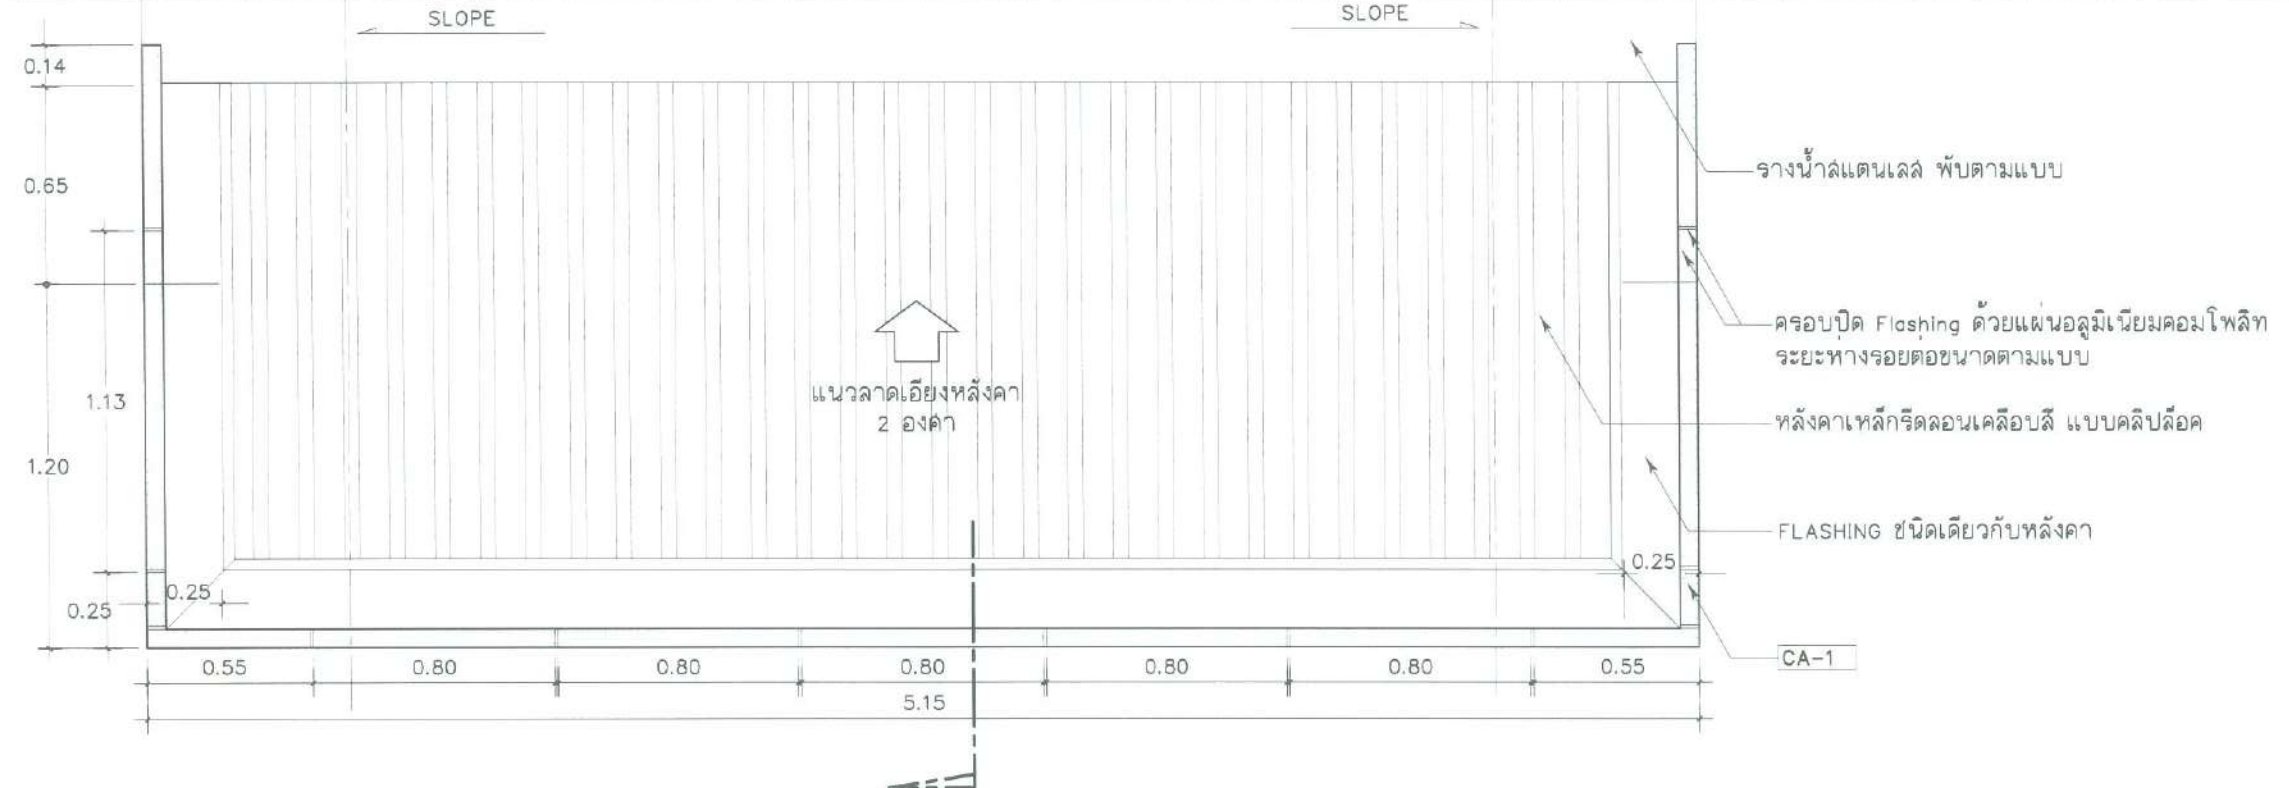 SLOPE
SLOPE
0.14
0.65
รางน้ำสแตนเลส พับตามแบบ
ครอบปิด Flashing ด้วยแผ่นอลูมิเนียมคอมโพสิท
ระยะห่างรอยต่อขนาดตามแบบ
1.13
แนวลาดเอียงหลังคา
2 องศา
หลังคาเหล็กรีดลอนเคลือบสี แบบคลิปล็อค
1.20
FLASHING ชนิดเดียวกับหลังคา
0.25
0.25
0.25
CA-1
0.55 0.80 0.80 0.80 0.80 0.80 0.55
5.15